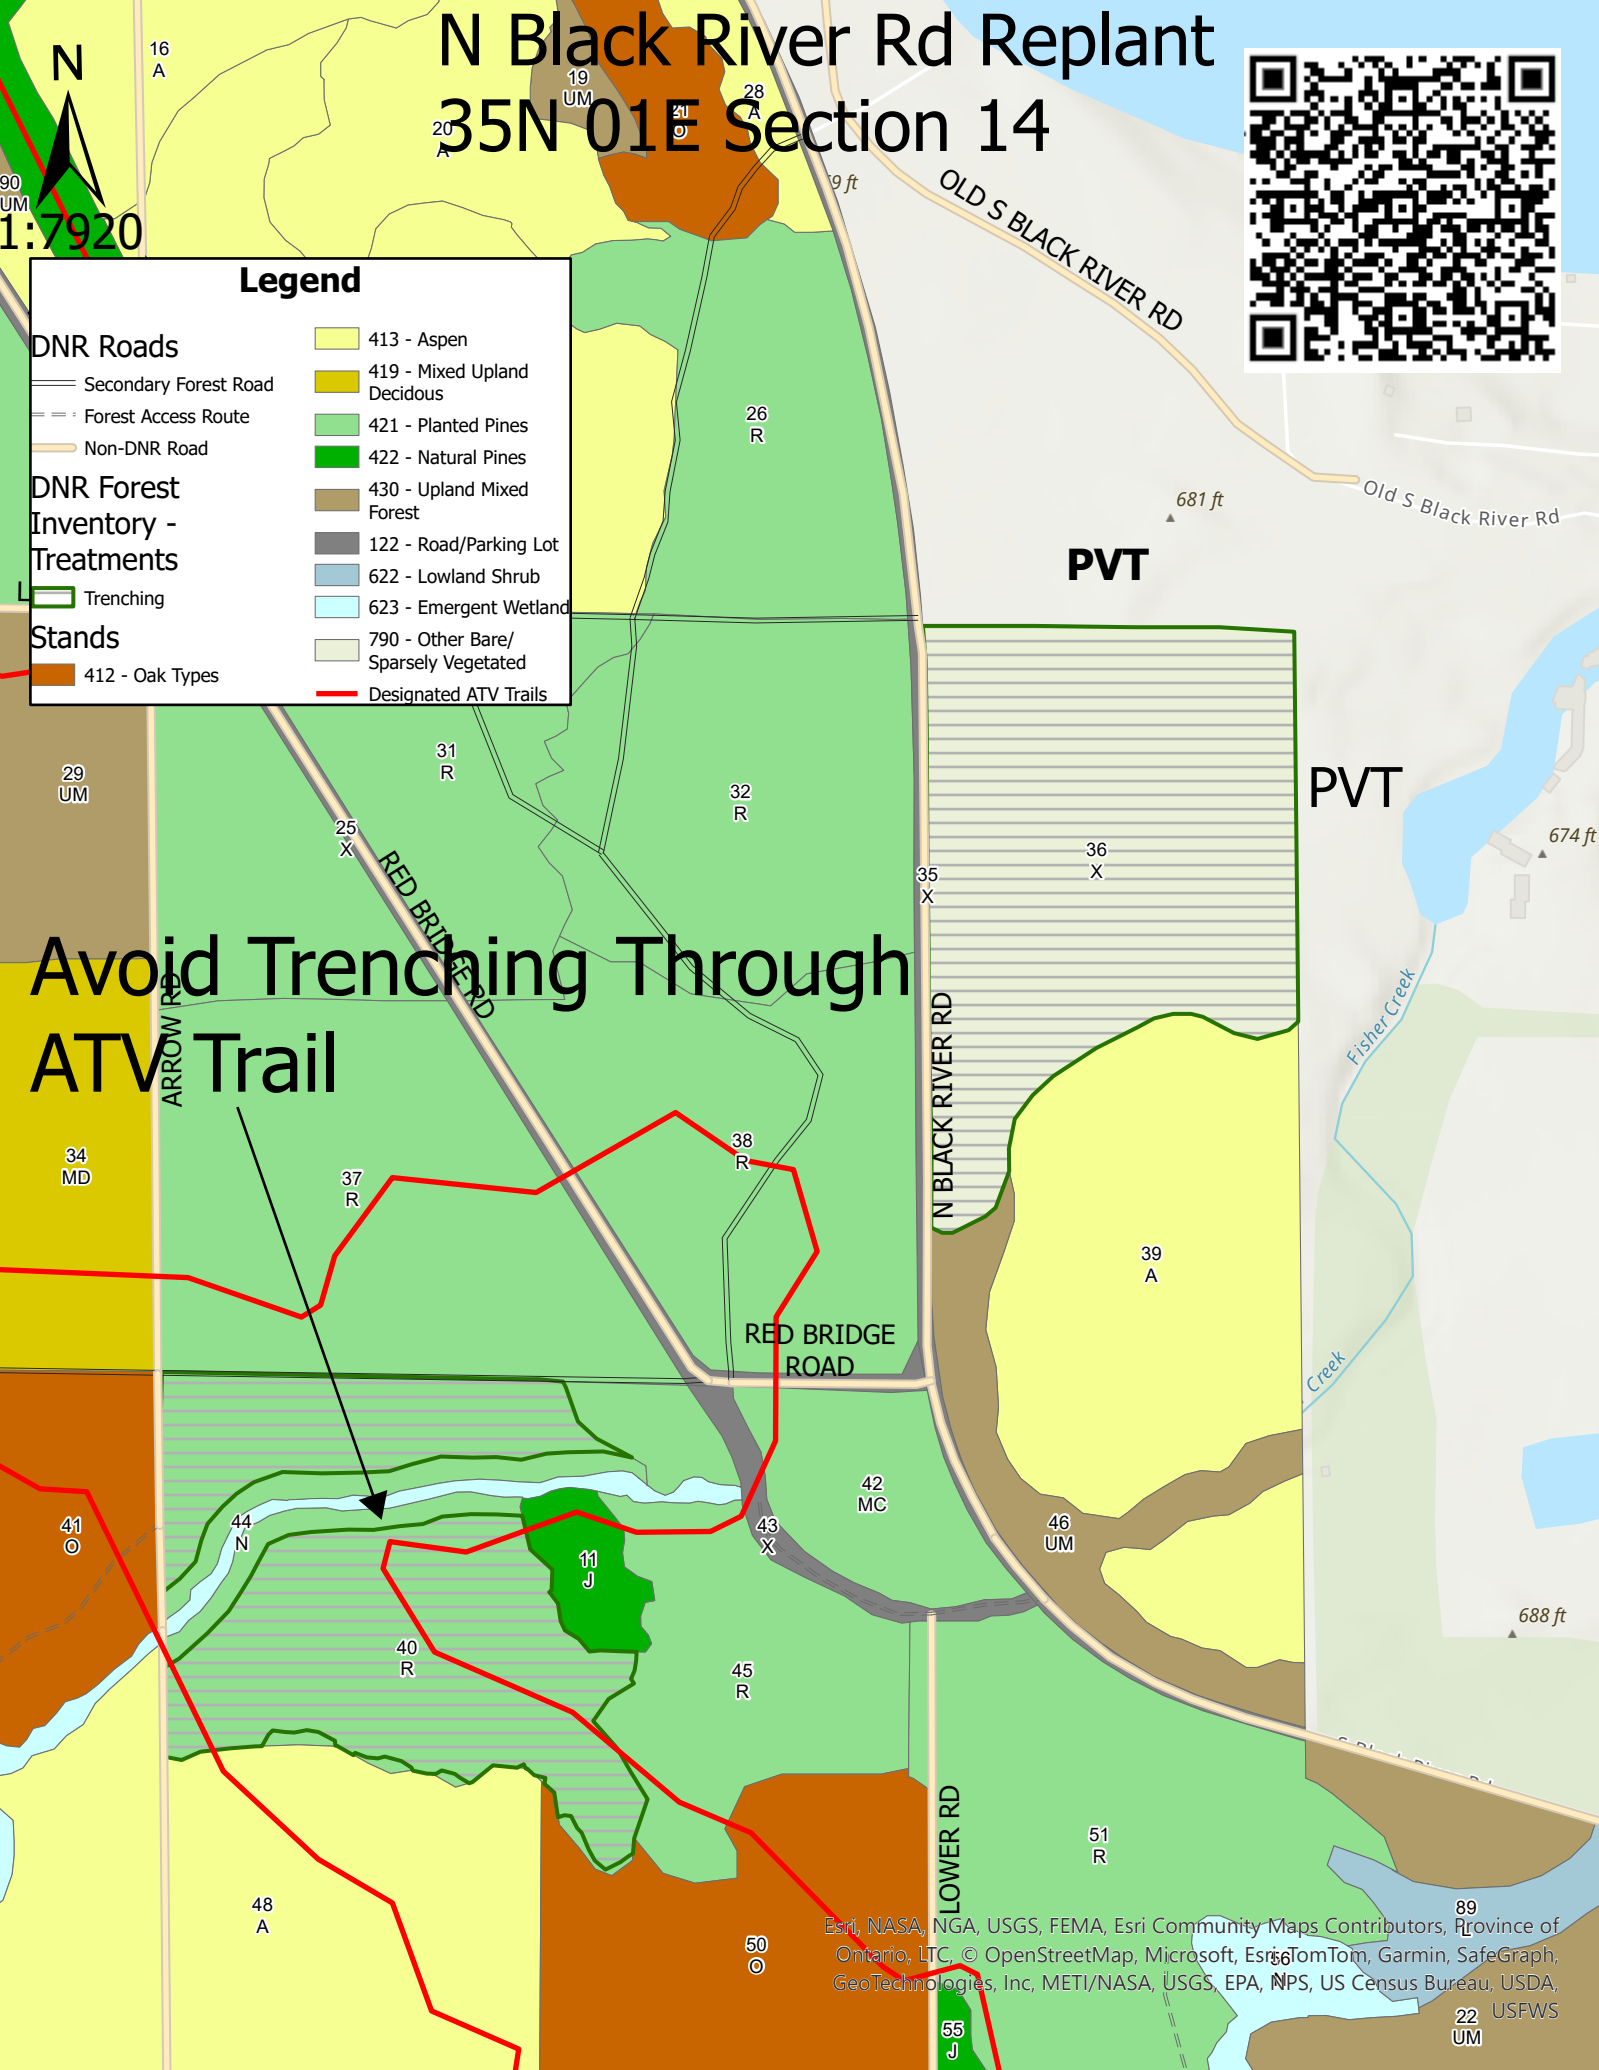 N Black River Rd Replant
35N 01E Section 14
N
1:7920
16
A
19
UM
20
A
21
O
28
A
90
UM
OLD S BLACK RIVER RD
Legend
DNR Roads
Secondary Forest Road
Forest Access Route
Non-DNR Road
DNR Forest
Inventory -
Treatments
Trenching
Stands
412 - Oak Types
413 - Aspen
419 - Mixed Upland
Decidous
421 - Planted Pines
422 - Natural Pines
430 - Upland Mixed
Forest
122 - Road/Parking Lot
622 - Lowland Shrub
623 - Emergent Wetland
790 - Other Bare/
Sparsely Vegetated
Designated ATV Trails
26
R
681 ft
Old S Black River Rd
PVT
PVT
29
UM
31
R
32
R
25
X
35
X
36
X
674 ft
RED BRIDGE RD
Avoid Trenching Through
ATV Trail
ARROW RD
N BLACK RIVER RD
Fisher Creek
34
MD
37
R
38
R
39
A
RED BRIDGE
ROAD
Creek
41
O
44
N
42
MC
43
X
46
UM
11
J
40
R
45
R
688 ft
S Black River Rd
LOWER RD
51
R
48
A
50
O
89
L
56
N
55
J
22
UM
Esri, NASA, NGA, USGS, FEMA, Esri Community Maps Contributors, Province of
Ontario, LTC, © OpenStreetMap, Microsoft, Esri, TomTom, Garmin, SafeGraph,
GeoTechnologies, Inc, METI/NASA, USGS, EPA, NPS, US Census Bureau, USDA,
USFWS